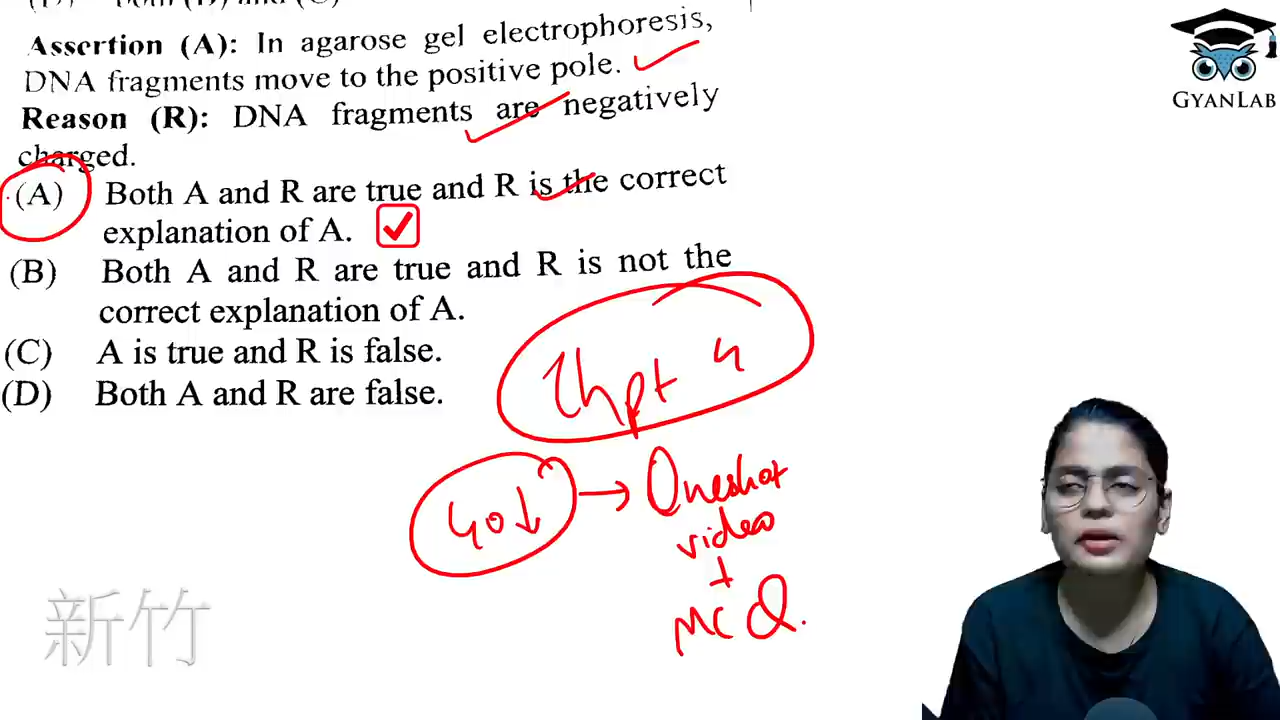 Assertion (A): In agarose gel electrophoresis,
DNA fragments move to the positive pole.
Reason (R): DNA fragments are negatively
charged.
(A) Both A and R are true and R is the correct
explanation of A.
(B) Both A and R are true and R is not the
correct explanation of A.
(C) A is true and R is false.
(D) Both A and R are false.
GYANLAB
Chpt 4
40↓ → Oneshot
video
+
MCQ.
新竹